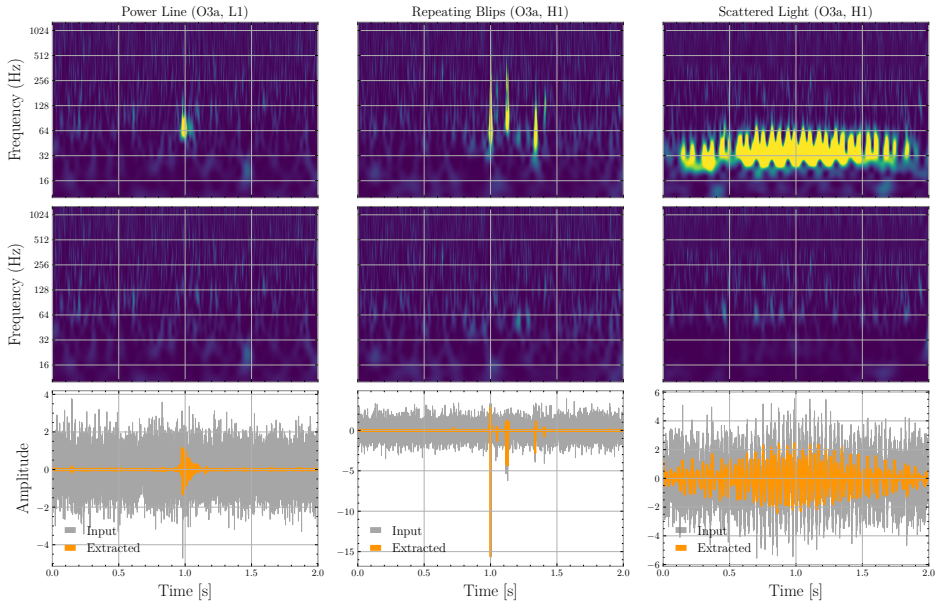 Power Line (O3a, L1)
Repeating Blips (O3a, H1)
Scattered Light (O3a, H1)
Frequency (Hz)
1024
512
256
128
64
32
16
Frequency (Hz)
1024
512
256
128
64
32
16
Amplitude
4
2
0
−2
−4
Input
Extracted
0.0 0.5 1.0 1.5 2.0
Time [s]
0
−5
−10
−15
Input
Extracted
0.0 0.5 1.0 1.5 2.0
Time [s]
6
4
2
0
−2
−4
−6
Input
Extracted
0.0 0.5 1.0 1.5 2.0
Time [s]